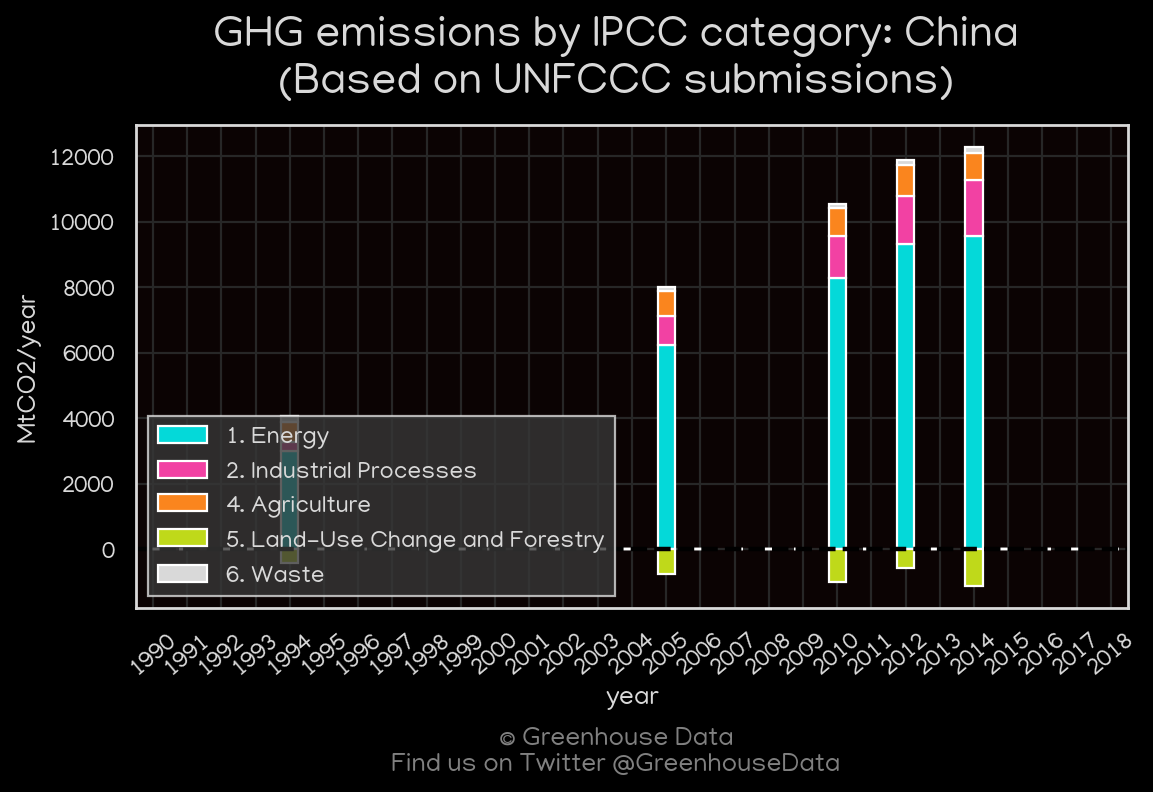 GHG emissions by IPCC category: China
(Based on UNFCCC submissions)
MtCO2/year
12000
10000
8000
6000
4000
2000
0
1. Energy
2. Industrial Processes
4. Agriculture
5. Land-Use Change and Forestry
6. Waste
1990 1991 1992 1993 1994 1995 1996 1997 1998 1999 2000 2001 2002 2003 2004 2005 2006 2007 2008 2009 2010 2011 2012 2013 2014 2015 2016 2017 2018
year
© Greenhouse Data
Find us on Twitter @GreenhouseData